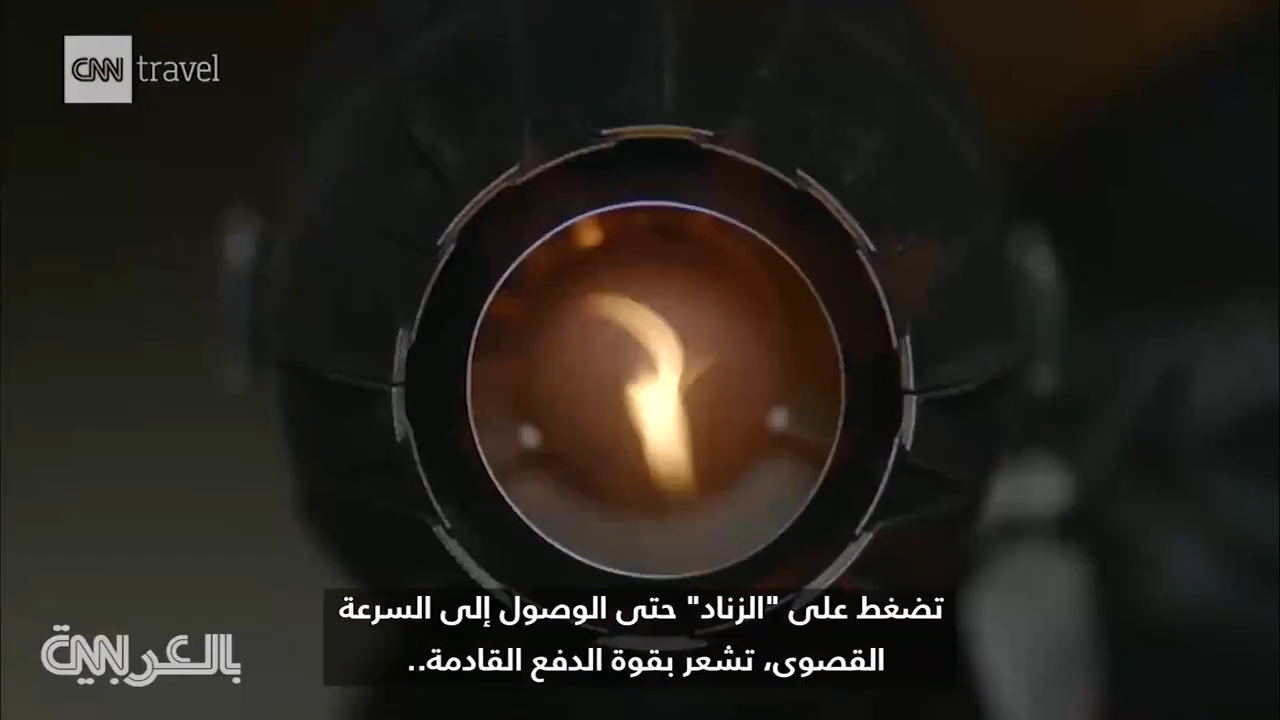 CNN travel
تضغط على "الزناد" حتى الوصول إلى السرعة
القصوى، تشعر بقوة الدفع القادمة..
CNN بالعربية